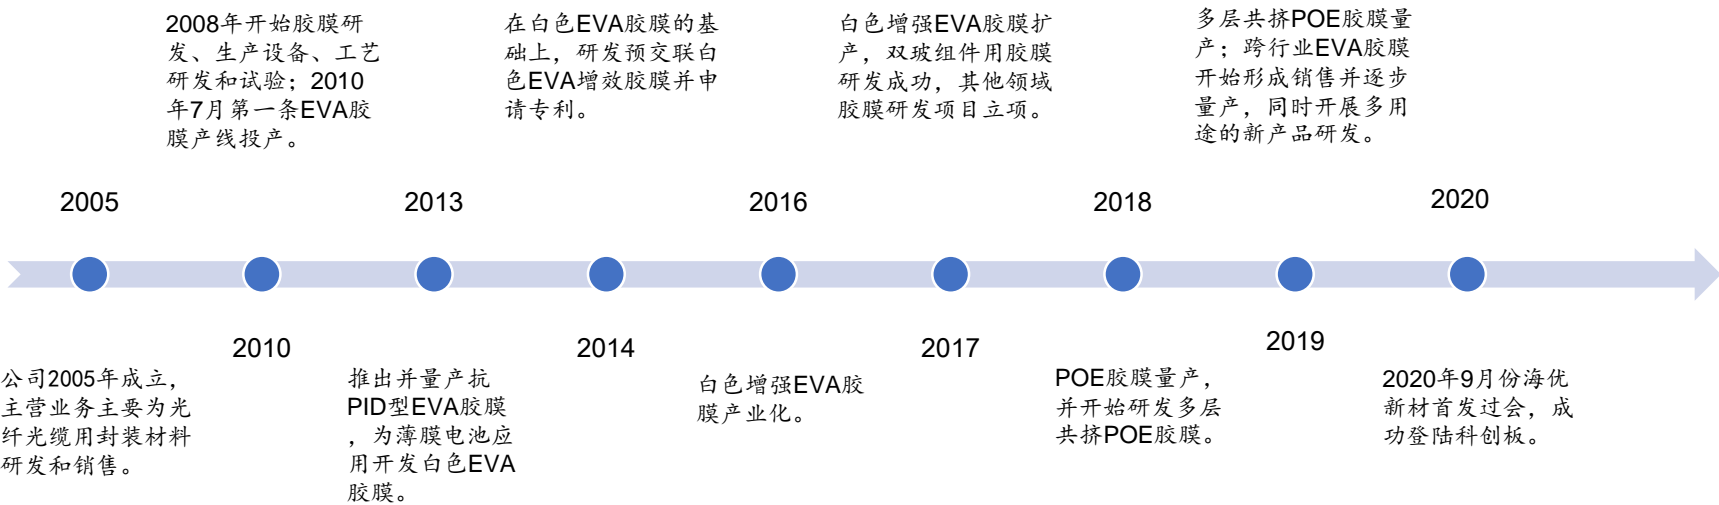 2008年开始胶膜研
发、生产设备、工艺
研发和试验；2010
年7月第一条EVA胶
膜产线投产。
在白色EVA胶膜的基
础上，研发预交联白
色EVA增效胶膜并申
请专利。
白色增强EVA胶膜扩
产，双玻组件用胶膜
研发成功，其他领域
胶膜研发项目立项。
多层共挤POE胶膜量
产；跨行业EVA胶膜
开始形成销售并逐步
量产，同时开展多用
途的新产品研发。
2005
2013
2016
2018
2020
2010
2014
2017
2019
公司2005年成立，
主营业务主要为光
纤光缆用封装材料
研发和销售。
推出并量产抗
PID型EVA胶膜
，为薄膜电池应
用开发白色EVA
胶膜。
白色增强EVA胶
膜产业化。
POE胶膜量产，
并开始研发多层
共挤POE胶膜。
2020年9月份海优
新材首发过会，成
功登陆科创板。